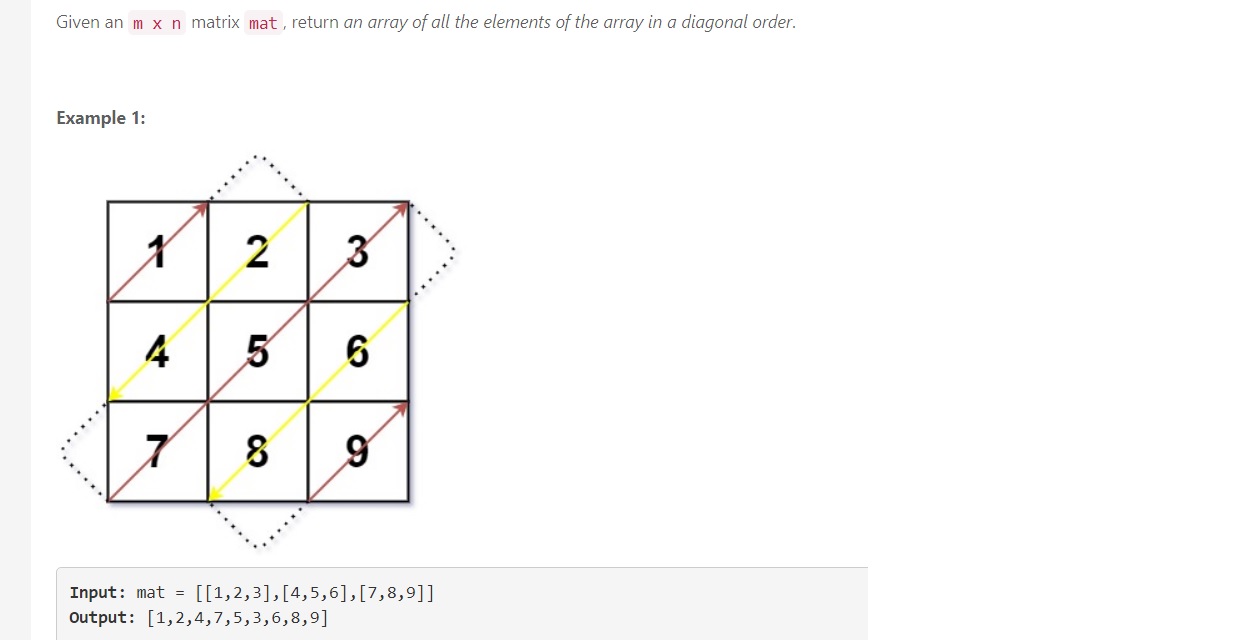 Given an m x n matrix mat, return an array of all the elements of the array in a diagonal order.
Example 1:
1 2 3
4 5 6
7 8 9
Input: mat = [[1,2,3],[4,5,6],[7,8,9]]
Output: [1,2,4,7,5,3,6,8,9]